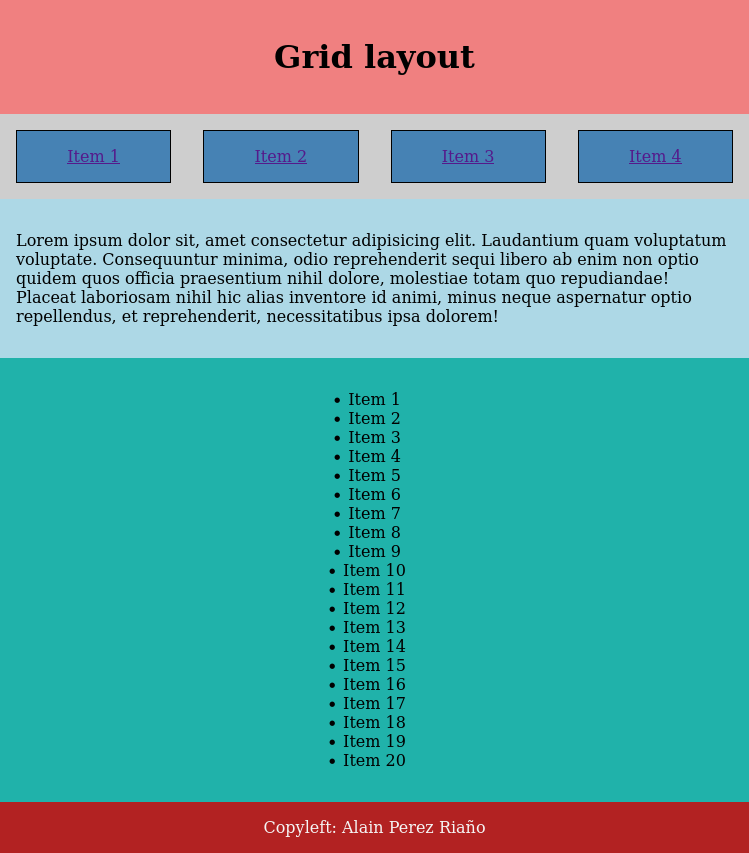 Grid layout
Item 1
Item 2
Item 3
Item 4
Lorem ipsum dolor sit, amet consectetur adipisicing elit. Laudantium quam voluptatum
voluptate. Consequuntur minima, odio reprehenderit sequi libero ab enim non optio
quidem quos officia praesentium nihil dolore, molestiae totam quo repudiandae!
Placeat laboriosam nihil hic alias inventore id animi, minus neque aspernatur optio
repellendus, et reprehenderit, necessitatibus ipsa dolorem!
• Item 1
• Item 2
• Item 3
• Item 4
• Item 5
• Item 6
• Item 7
• Item 8
• Item 9
• Item 10
• Item 11
• Item 12
• Item 13
• Item 14
• Item 15
• Item 16
• Item 17
• Item 18
• Item 19
• Item 20
Copyleft: Alain Perez Riaño